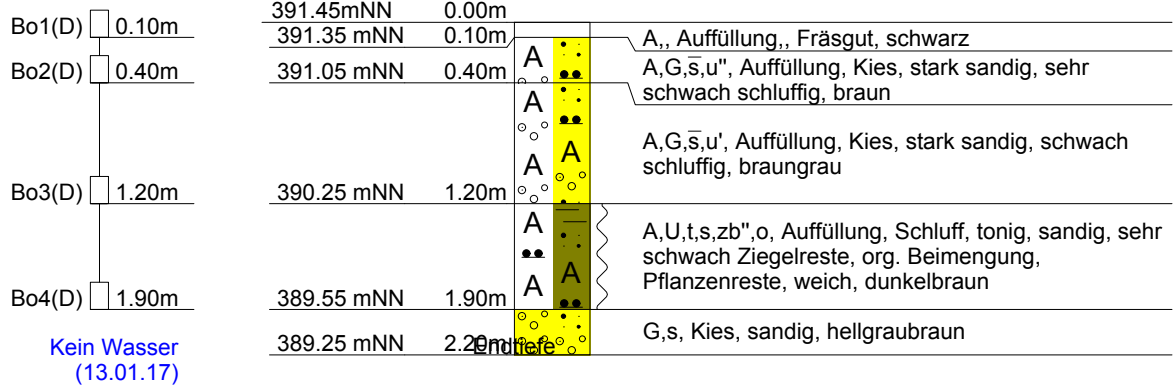 391.45mNN 0.00m
Bo1(D) 0.10m
391.35 mNN 0.10m
A,, Auffüllung,, Fräsgut, schwarz
Bo2(D) 0.40m
391.05 mNN 0.40m
A
A,G,s̅,u'', Auffüllung, Kies, stark sandig, sehr
schwach schluffig, braun
A
A
A
A,G,s̅,u', Auffüllung, Kies, stark sandig, schwach
schluffig, braungrau
Bo3(D) 1.20m
390.25 mNN 1.20m
A
A
A
A,U,t,s,zb'',o, Auffüllung, Schluff, tonig, sandig, sehr
schwach Ziegelreste, org. Beimengung,
Pflanzenreste, weich, dunkelbraun
Bo4(D) 1.90m
389.55 mNN 1.90m
G,s, Kies, sandig, hellgraubraun
389.25 mNN 2.20m
Endtiefe
Kein Wasser
(13.01.17)